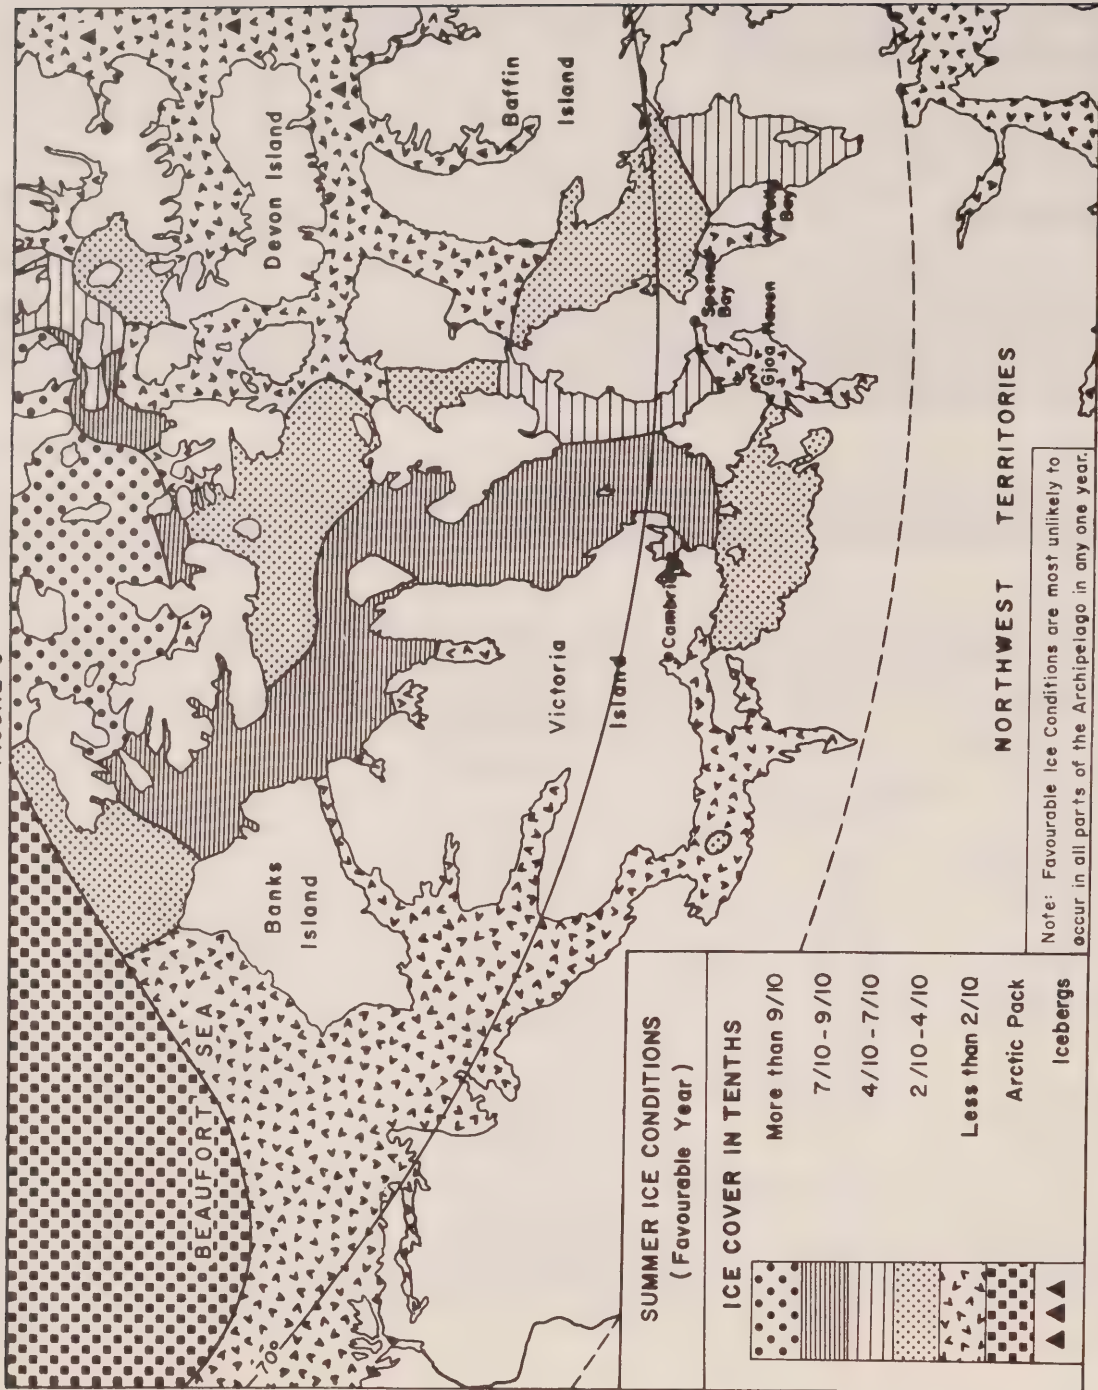 BEAUFORT SEA
70°
Banks
Island
Victoria
Island
Devon Island
Baffin
Island
Spence
Bay
Pelly
Bay
Gjoa Haven
NORTHWEST TERRITORIES
SUMMER ICE CONDITIONS
(Favourable Year)
ICE COVER IN TENTHS
More than 9/10
7/10-9/10
4/10-7/10
2/10-4/10
Less than 2/10
Arctic Pack
Icebergs
Note: Favourable Ice Conditions are most unlikely to
occur in all parts of the Archipelago in any one year.